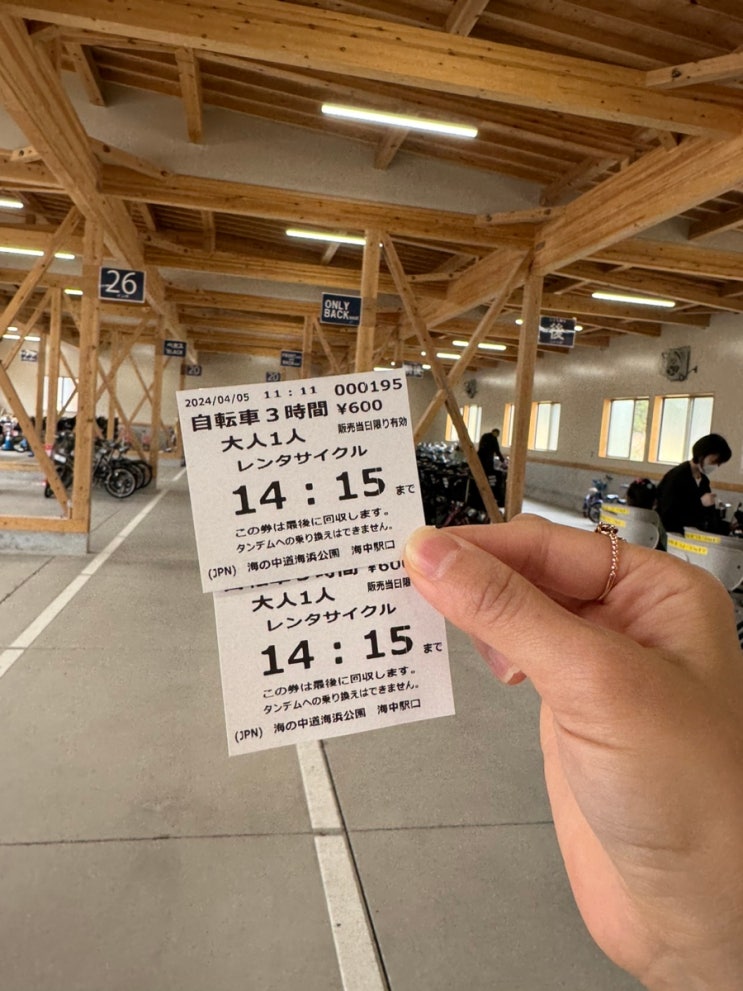 26
インチ
ONLY
BACK
後
20
20
2024/04/05 11:11 000195
自転車3時間 ¥600
大人1人 販売当日限り有効
レンタサイクル
14:15 まで
この券は最後に回収します。
タンデムへの乗り換えはできません。
(JPN) 海の中道海浜公園 海中駅口
大人1人 販売当日限
レンタサイクル
14:15 まで
この券は最後に回収します。
タンデムへの乗り換えはできません。
(JPN) 海の中道海浜公園 海中駅口